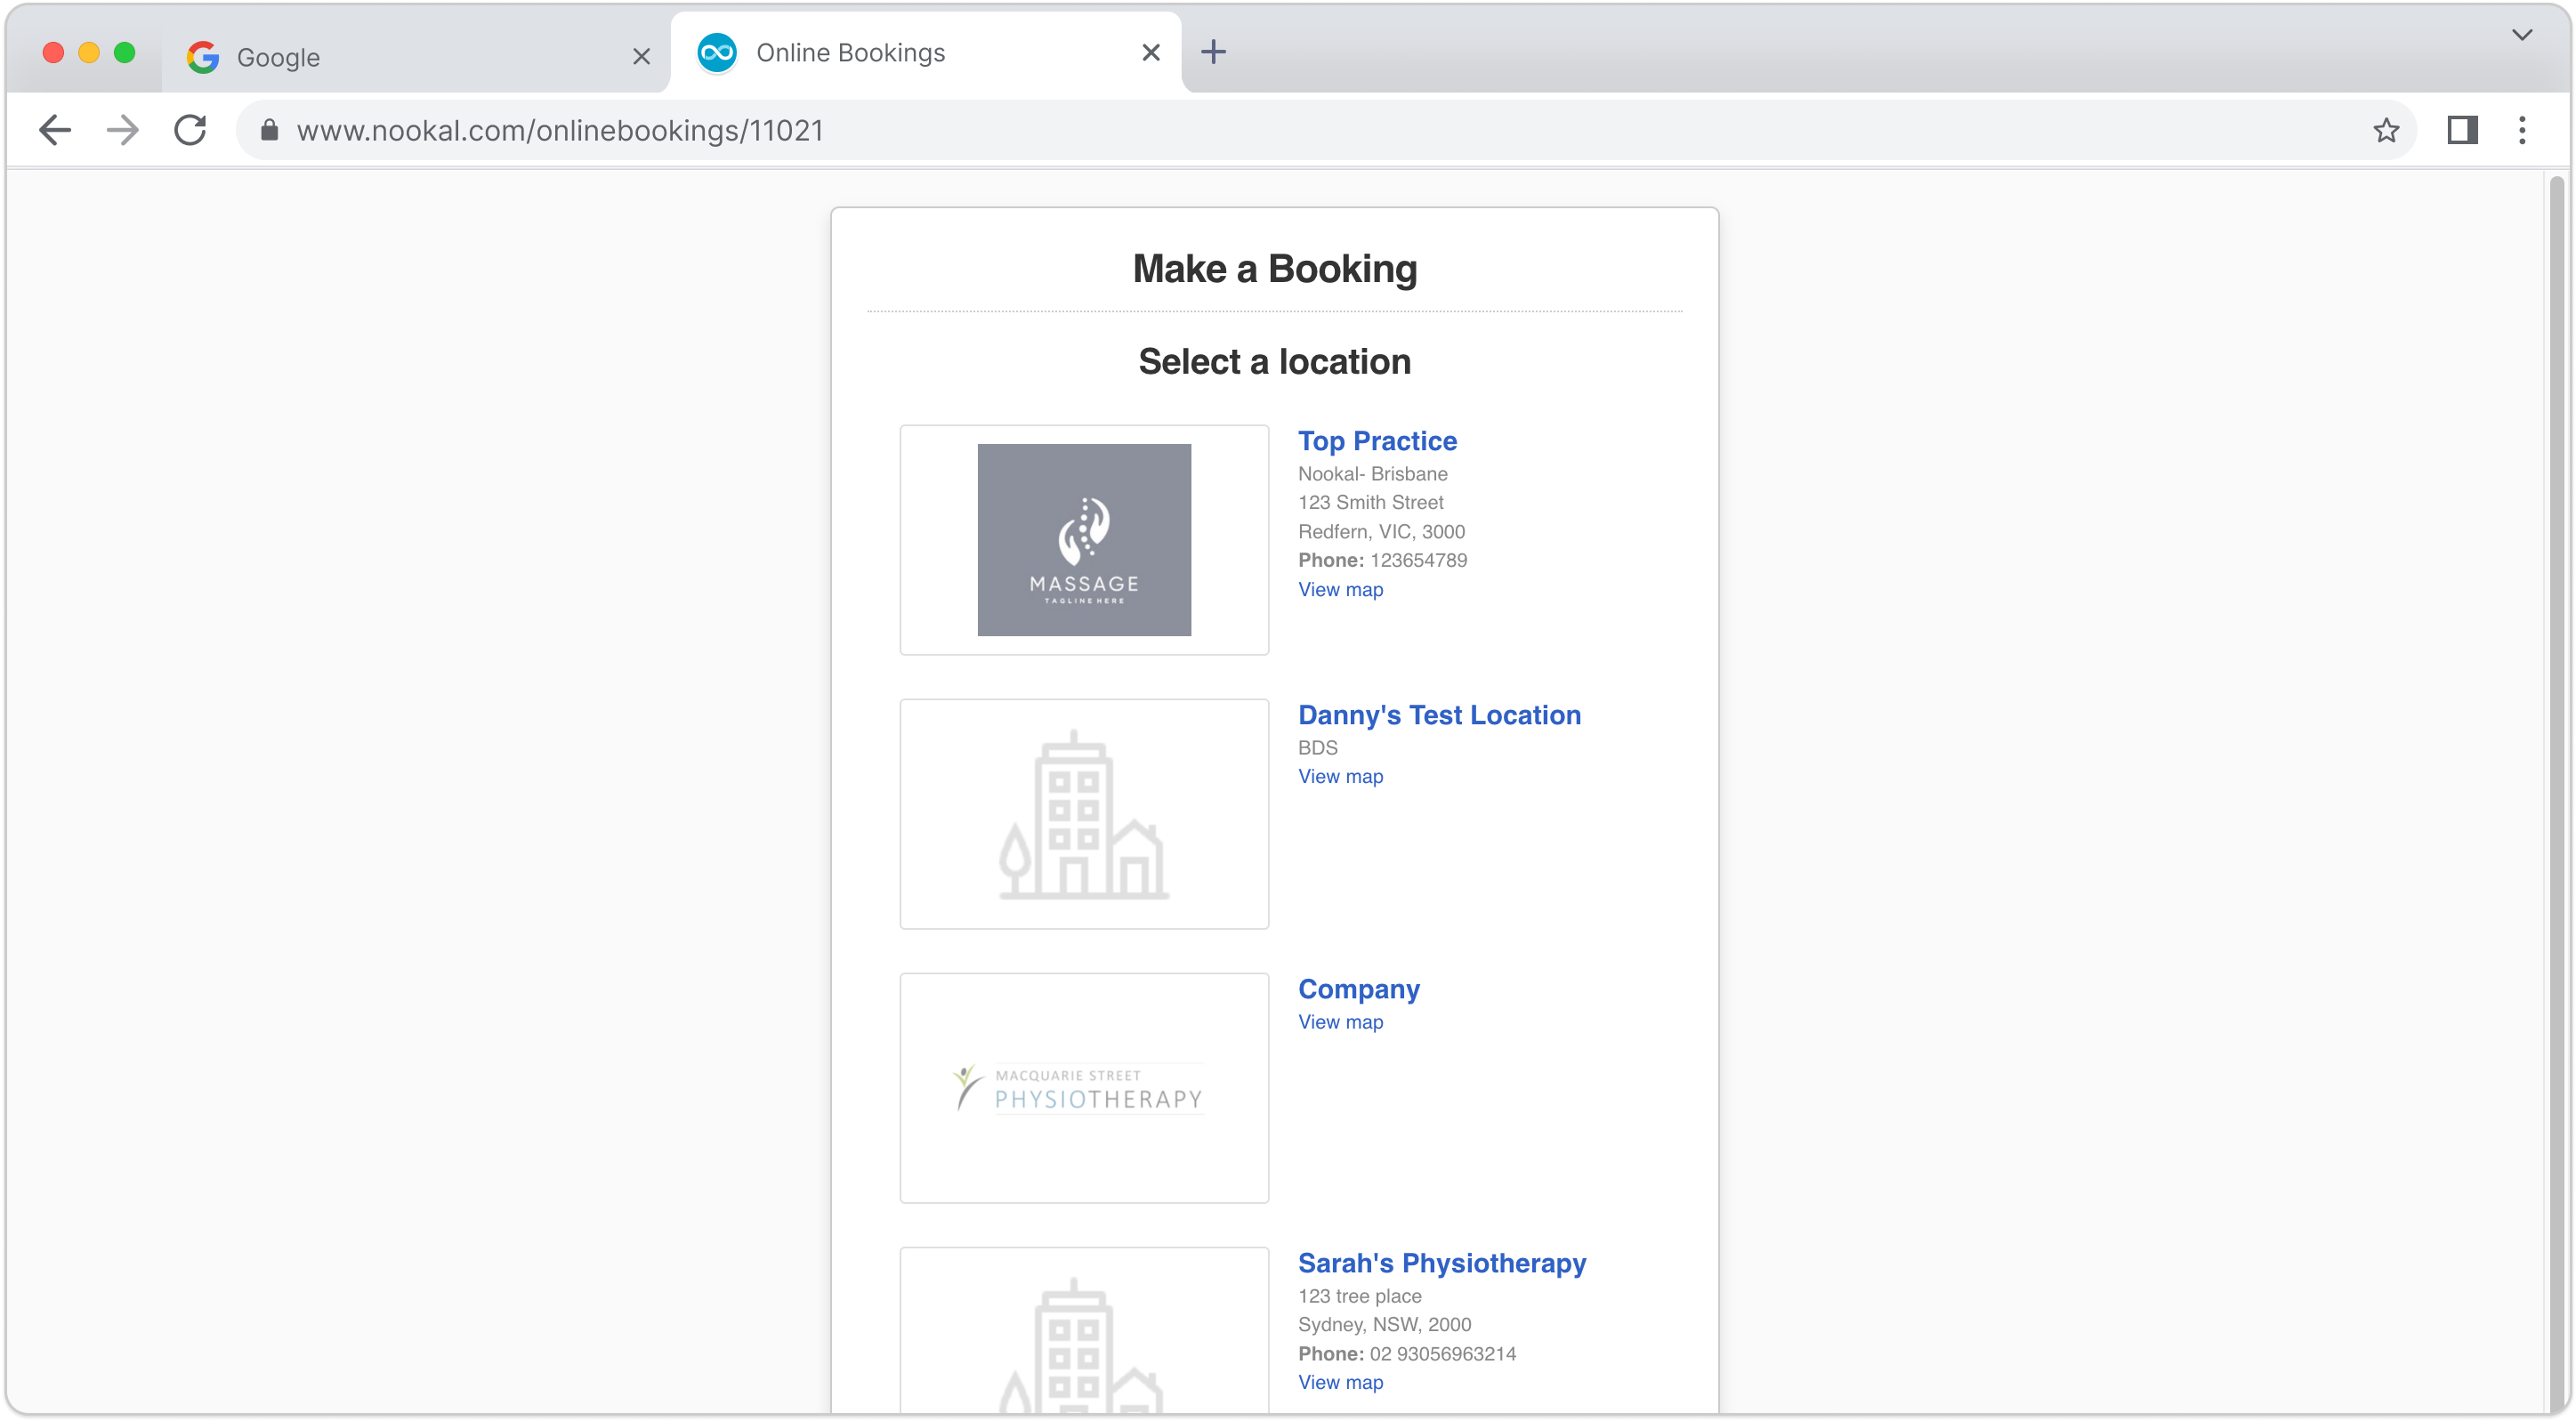 Google
Online Bookings
www.nookal.com/onlinebookings/11021
Make a Booking
Select a location
MASSAGE
TAGLINE HERE
Top Practice
Nookal- Brisbane
123 Smith Street
Redfern, VIC, 3000
Phone: 123654789
View map
Danny's Test Location
BDS
View map
MACQUARIE STREET
PHYSIOTHERAPY
Company
View map
Sarah's Physiotherapy
123 tree place
Sydney, NSW, 2000
Phone: 02 93056963214
View map